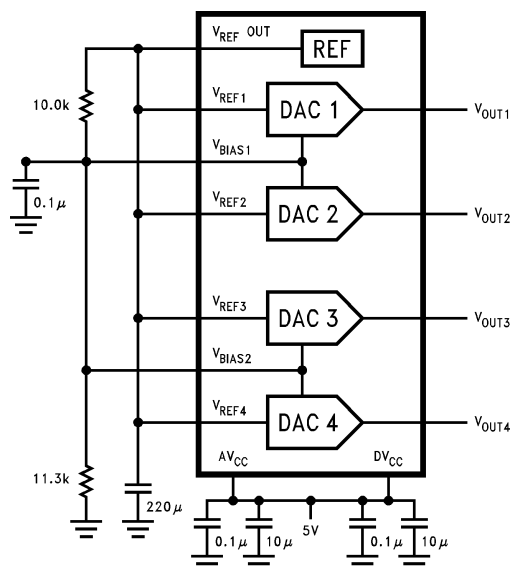 VREF OUT
REF
10.0k
VREF1
DAC 1
VOUT1
VBIAS1
0.1μ
VREF2
DAC 2
VOUT2
VREF3
DAC 3
VOUT3
VBIAS2
VREF4
DAC 4
VOUT4
AVCC
DVCC
11.3k
220μ
0.1μ
10μ
5V
0.1μ
10μ